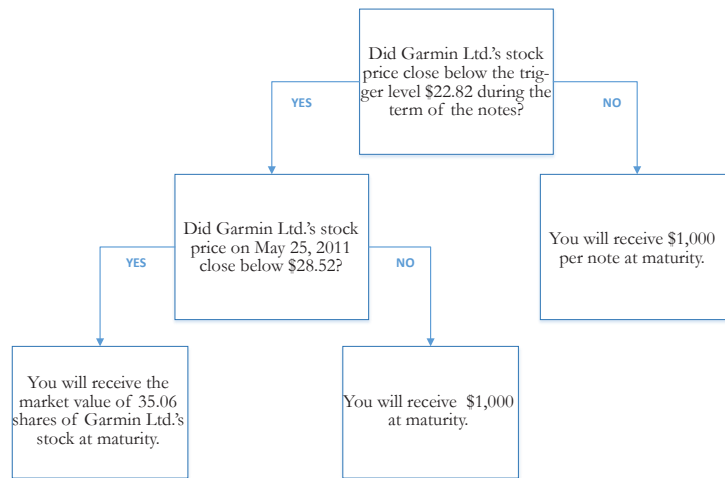 Did Garmin Ltd.'s stock
price close below the trig-
ger level $22.82 during the
term of the notes?
YES
NO
Did Garmin Ltd.'s stock
price on May 25, 2011
close below $28.52?
You will receive $1,000
per note at maturity.
YES
NO
You will receive the
market value of 35.06
shares of Garmin Ltd.'s
stock at maturity.
You will receive $1,000
at maturity.